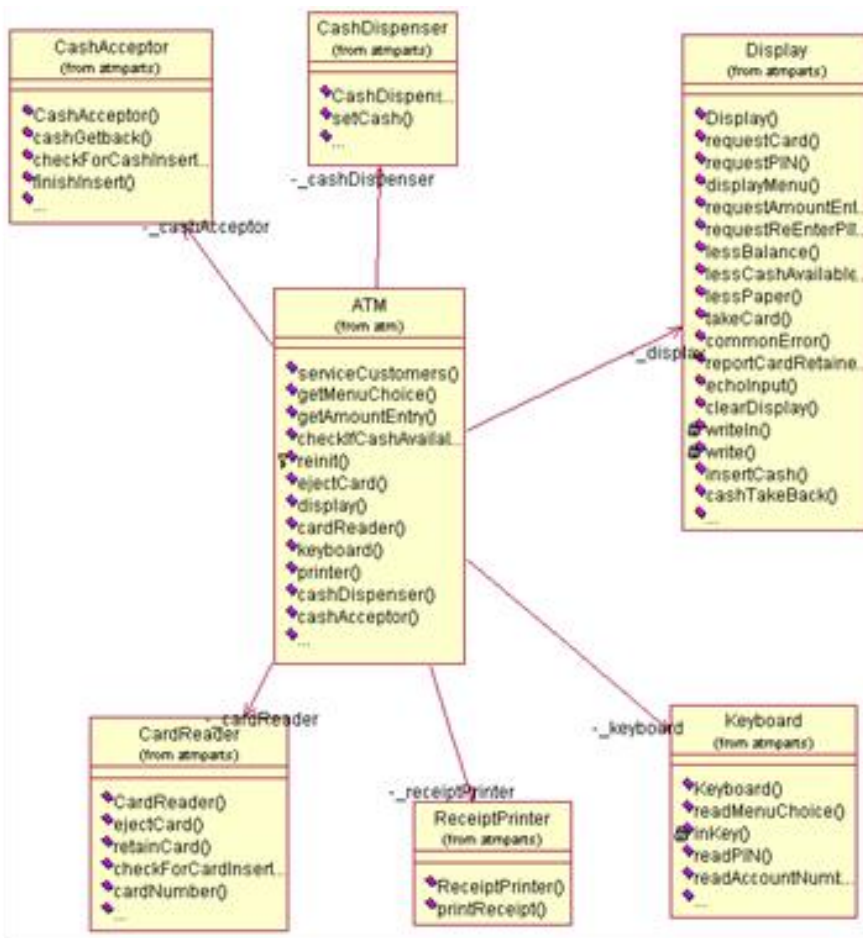 CashAcceptor
(from atmparts)
CashAcceptor()
cashGetback()
checkForCashInsert...
finishInsert()
...
CashDispenser
(from atmparts)
CashDispens...
setCash()
...
Display
(from atmparts)
Display()
requestCard()
requestPIN()
displayMenu()
requestAmountEnt...
requestReEnterPIN...
lessBalance()
lessCashAvailable...
lessPaper()
takeCard()
commonError()
reportCardRetaine...
echoInput()
clearDisplay()
writeln()
write()
insertCash()
cashTakeBack()
...
-_cashAcceptor
-_cashDispenser
-_display
ATM
(from atm)
serviceCustomers()
getMenuChoice()
getAmountEntry()
checkIfCashAvailat...
reinit()
ejectCard()
display()
cardReader()
keyboard()
printer()
cashDispenser()
cashAcceptor()
...
-_cardReader
-_receiptPrinter
-_keyboard
CardReader
(from atmparts)
CardReader()
ejectCard()
retainCard()
checkForCardInsert...
cardNumber()
...
ReceiptPrinter
(from atmparts)
ReceiptPrinter()
printReceipt()
Keyboard
(from atmparts)
Keyboard()
readMenuChoice()
inKey()
readPIN()
readAccountNumb...
...